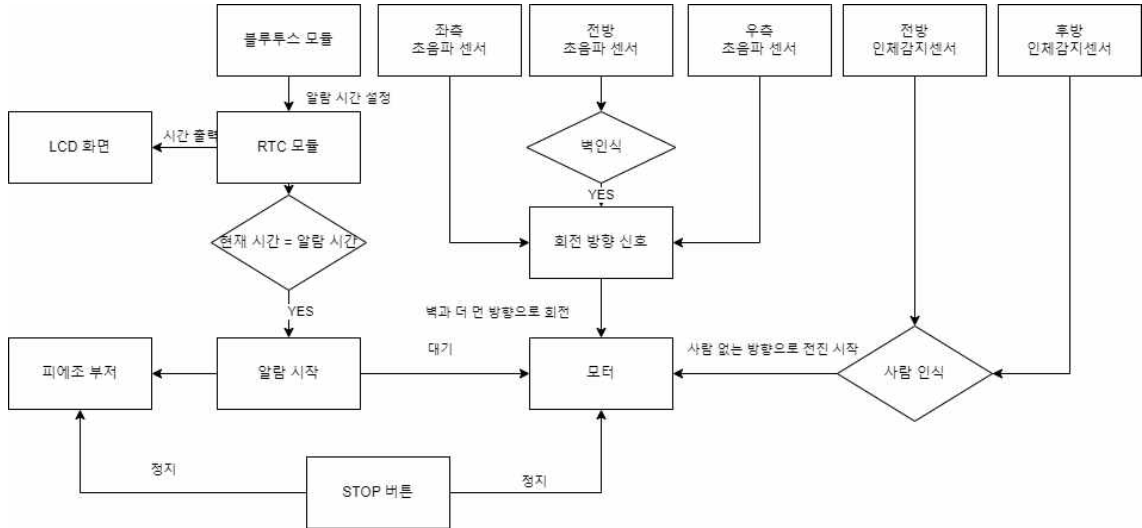 블루투스 모듈
좌측
초음파 센서
전방
초음파 센서
우측
초음파 센서
전방
인체감지센서
후방
인체감지센서
알람 시간 설정
LCD 화면
시간 출력
RTC 모듈
벽인식
YES
현재 시간 = 알람 시간
회전 방향 신호
YES
벽과 더 먼 방향으로 회전
피에조 부저
알람 시작
대기
모터
사람 없는 방향으로 전진 시작
사람 인식
정지
STOP 버튼
정지